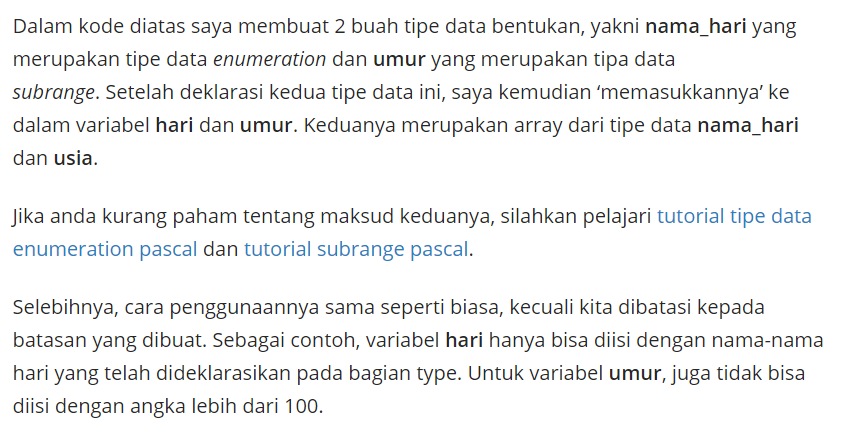 Dalam kode diatas saya membuat 2 buah tipe data bentukan, yakni nama_hari yang
merupakan tipe data enumeration dan umur yang merupakan tipa data
subrange. Setelah deklarasi kedua tipe data ini, saya kemudian ‘memasukkannya’ ke
dalam variabel hari dan umur. Keduanya merupakan array dari tipe data nama_hari
dan usia.
Jika anda kurang paham tentang maksud keduanya, silahkan pelajari tutorial tipe data
enumeration pascal dan tutorial subrange pascal.
Selebihnya, cara penggunaannya sama seperti biasa, kecuali kita dibatasi kepada
batasan yang dibuat. Sebagai contoh, variabel hari hanya bisa diisi dengan nama-nama
hari yang telah dideklarasikan pada bagian type. Untuk variabel umur, juga tidak bisa
diisi dengan angka lebih dari 100.